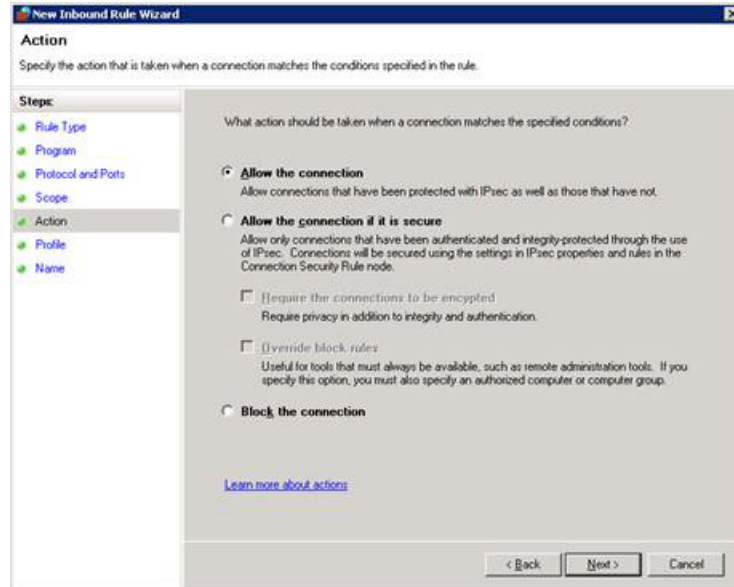 New Inbound Rule Wizard
Action
Specify the action that is taken when a connection matches the conditions specified in the rule.
Steps:
Rule Type
Program
Protocol and Ports
Scope
Action
Profile
Name
What action should be taken when a connection matches the specified conditions?
Allow the connection
Allow connections that have been protected with IPsec as well as those that have not.
Allow the connection if it is secure
Allow only connections that have been authenticated and integrity-protected through the use
of IPsec. Connections will be secured using the settings in IPsec properties and rules in the
Connection Security Rule node.
Require the connections to be encypted
Require privacy in addition to integrity and authentication.
Override block rules
Useful for tools that must always be available, such as remote administration tools. If you
specify this option, you must also specify an authorized computer or computer group.
Block the connection
Learn more about actions
< Back
Next >
Cancel